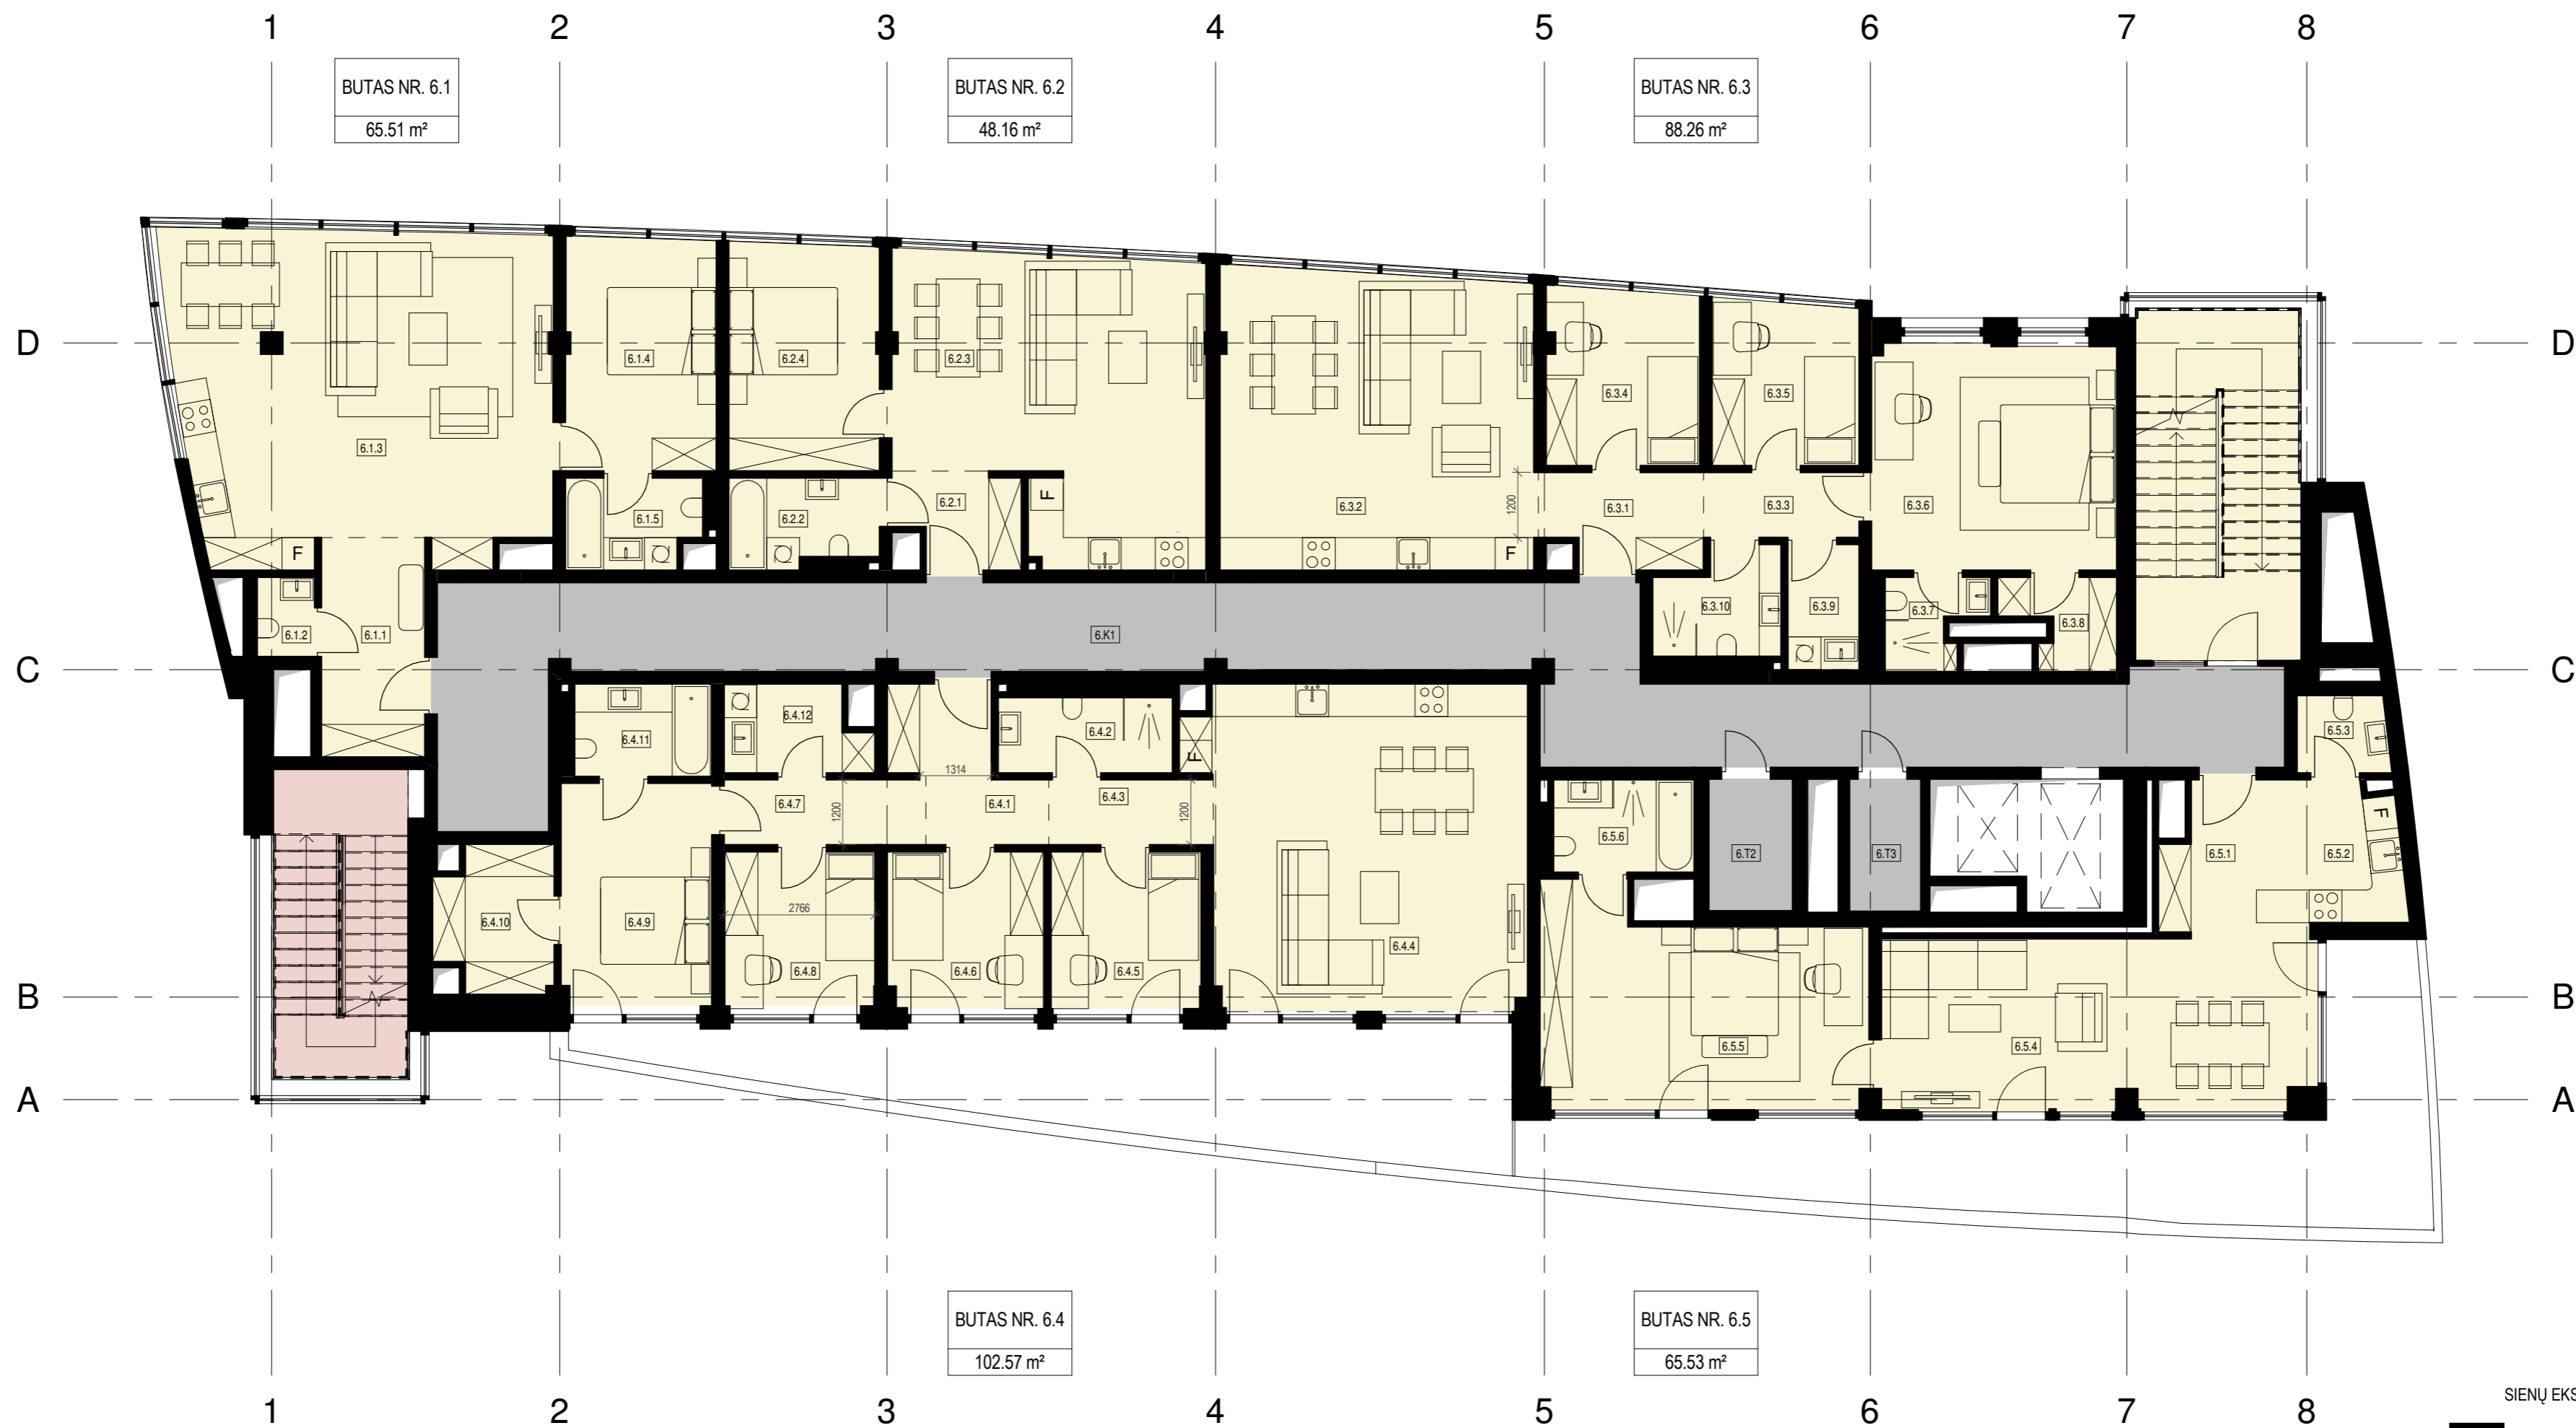 1 2 3 4 5 6 7 8
BUTAS NR. 6.1
65.51 m²
BUTAS NR. 6.2
48.16 m²
BUTAS NR. 6.3
88.26 m²
D D
6.1.4
6.2.4
6.2.3
6.3.4
6.3.5
6.1.3
6.2.1
F
6.1.5
6.2.2
6.3.2
1200
6.3.1
6.3.3
6.3.6
F
F
6.1.2
6.1.1
6.K1
6.3.10
6.3.9
6.3.7
6.3.8
C C
6.4.11
6.4.12
6.4.2
F
6.5.3
1314
6.4.7
1200
6.4.1
6.4.3
1200
F
6.5.6
6.T2
6.T3
6.5.1
6.5.2
6.4.10
6.4.9
2766
6.4.8
6.4.6
6.4.5
6.4.4
B B
6.5.5
6.5.4
A A
BUTAS NR. 6.4
102.57 m²
BUTAS NR. 6.5
65.53 m²
SIENŲ EKS
1 2 3 4 5 6 7 8